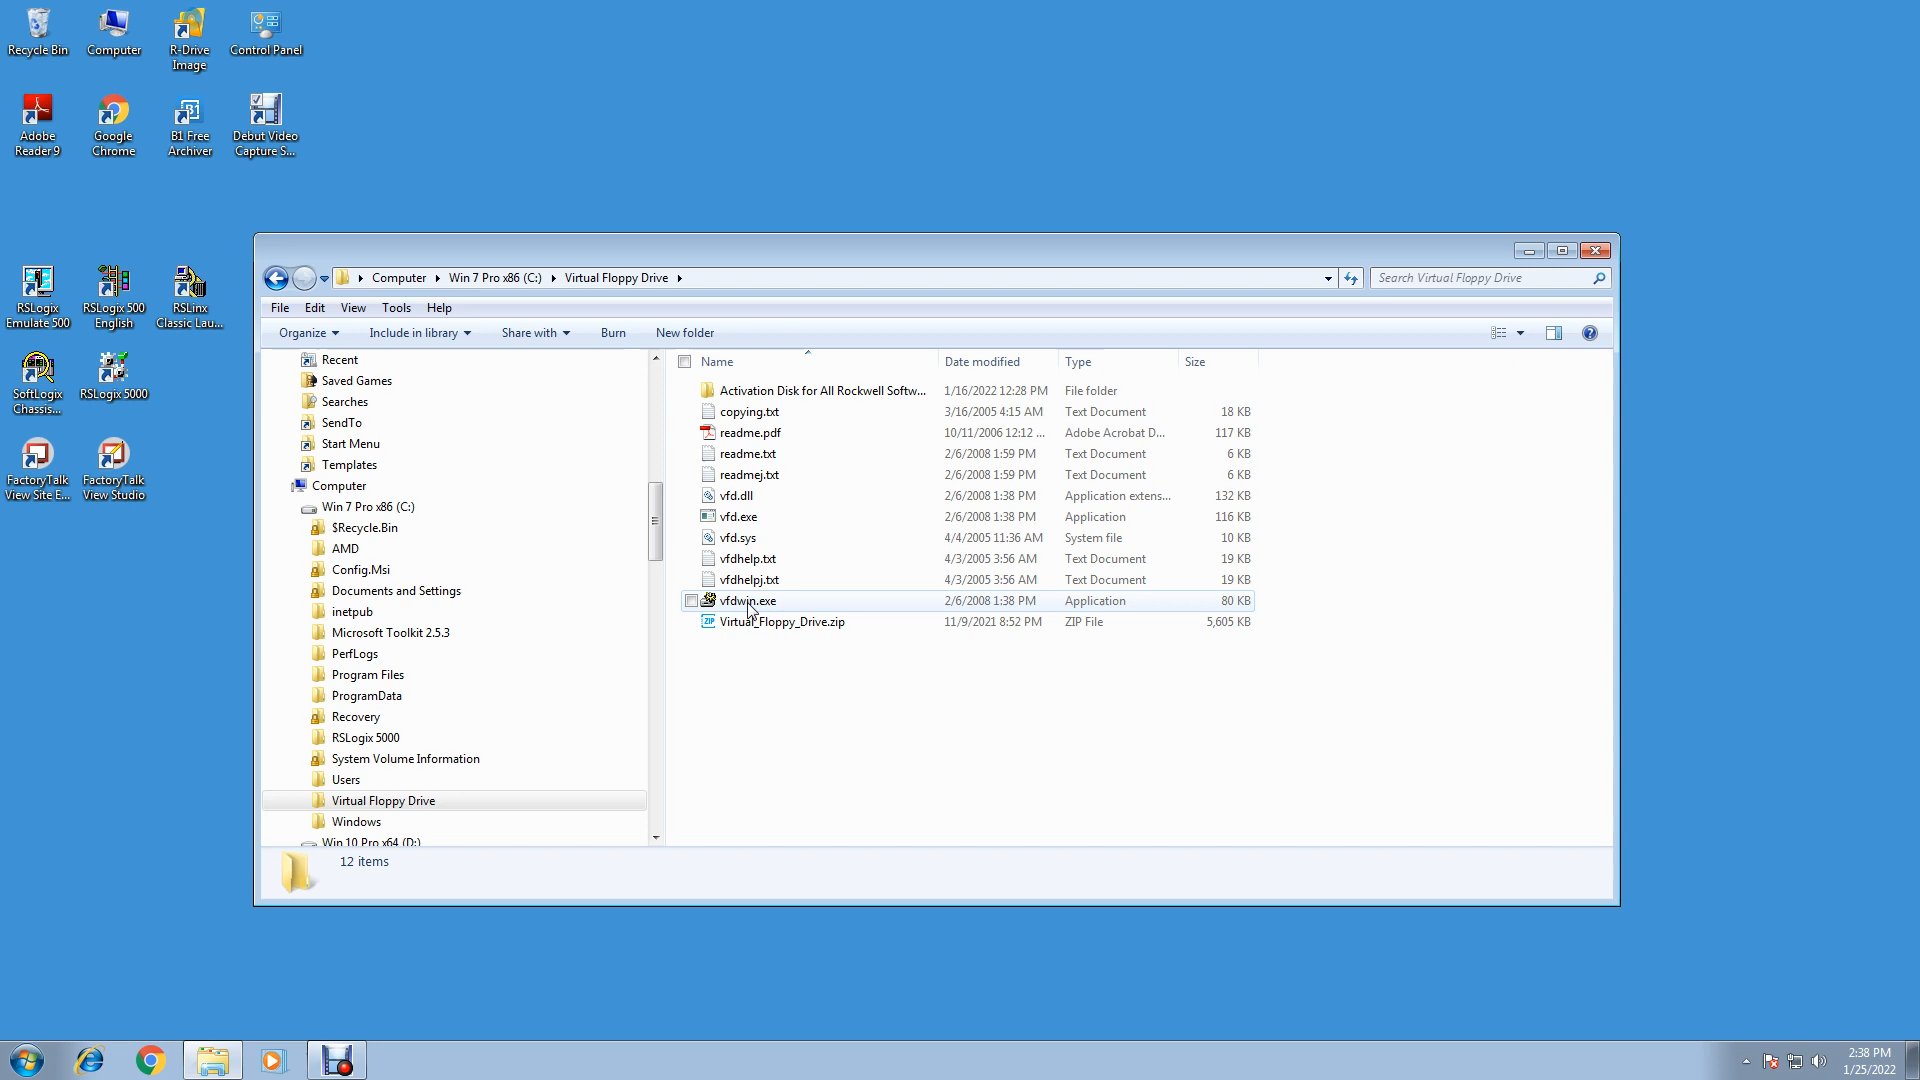 Recycle Bin
Computer
R-Drive
Image
Control Panel
Adobe
Reader 9
Google
Chrome
B1 Free
Archiver
Debut Video
Capture S...
RSLogix
Emulate 500
RSLogix 500
English
RSLinx
Classic Lau...
SoftLogix
Chassis...
RSLogix 5000
FactoryTalk
View Site E...
FactoryTalk
View Studio
Computer Win 7 Pro x86 (C:) Virtual Floppy Drive
Search Virtual Floppy Drive
File Edit View Tools Help
Organize Include in library Share with Burn New folder
Recent
Saved Games
Searches
SendTo
Start Menu
Templates
Computer
Win 7 Pro x86 (C:)
$Recycle.Bin
AMD
Config.Msi
Documents and Settings
inetpub
Microsoft Toolkit 2.5.3
PerfLogs
Program Files
ProgramData
Recovery
RSLogix 5000
System Volume Information
Users
Virtual Floppy Drive
Windows
Win 10 Pro x64 (D:)
Name Date modified Type Size
Activation Disk for All Rockwell Softw... 1/16/2022 12:28 PM File folder
copying.txt 3/16/2005 4:15 AM Text Document 18 KB
readme.pdf 10/11/2006 12:12 ... Adobe Acrobat D... 117 KB
readme.txt 2/6/2008 1:59 PM Text Document 6 KB
readmej.txt 2/6/2008 1:59 PM Text Document 6 KB
vfd.dll 2/6/2008 1:38 PM Application extens... 132 KB
vfd.exe 2/6/2008 1:38 PM Application 116 KB
vfd.sys 4/4/2005 11:36 AM System file 10 KB
vfdhelp.txt 4/3/2005 3:56 AM Text Document 19 KB
vfdhelpj.txt 4/3/2005 3:56 AM Text Document 19 KB
vfdwin.exe 2/6/2008 1:38 PM Application 80 KB
ZIP Virtual_Floppy_Drive.zip 11/9/2021 8:52 PM ZIP File 5,605 KB
12 items
2:38 PM
1/25/2022